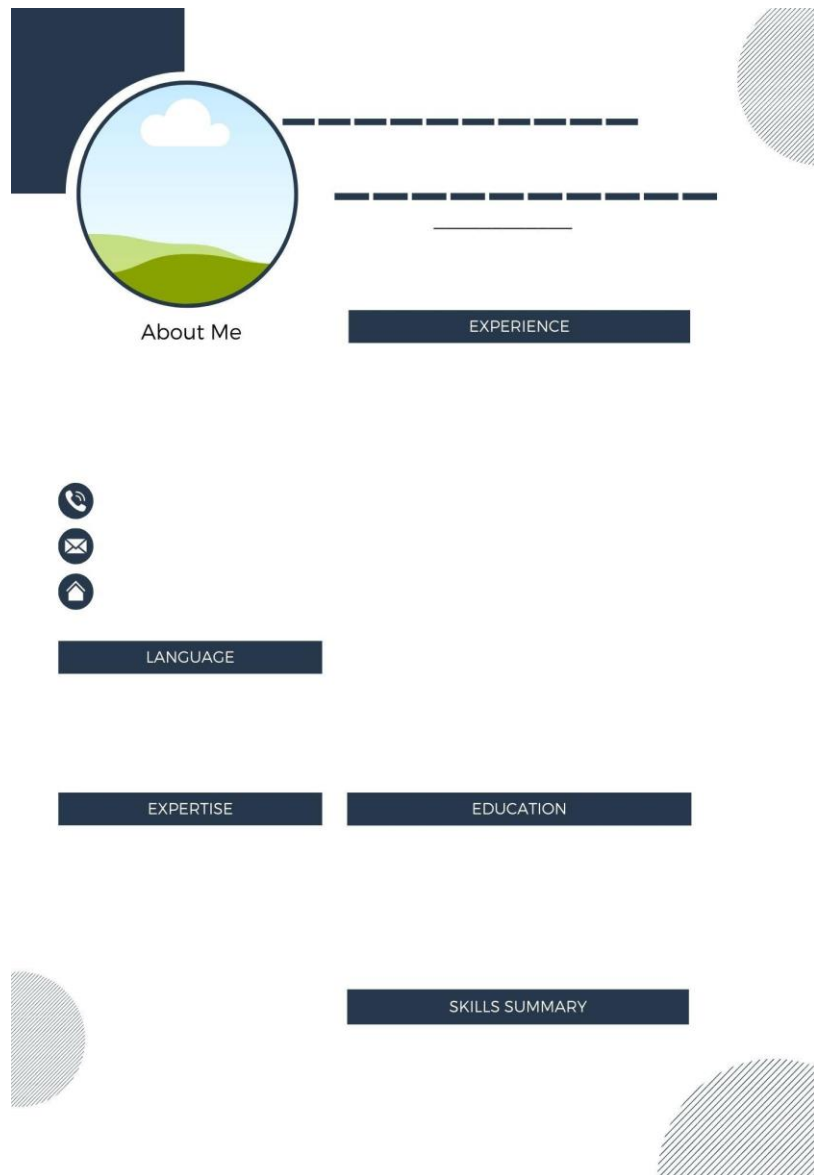 About Me
EXPERIENCE
LANGUAGE
EXPERTISE
EDUCATION
SKILLS SUMMARY